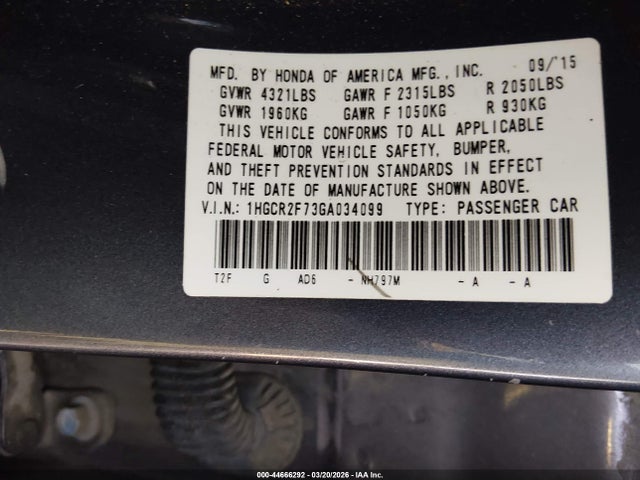 MFD. BY HONDA OF AMERICA MFG., INC. 09/'15
GVWR 4321LBS GAWR F 2315LBS R 2050LBS
GVWR 1960KG GAWR F 1050KG R 930KG
THIS VEHICLE CONFORMS TO ALL APPLICABLE
FEDERAL MOTOR VEHICLE SAFETY, BUMPER,
AND THEFT PREVENTION STANDARDS IN EFFECT
ON THE DATE OF MANUFACTURE SHOWN ABOVE.
V.I.N.: 1HGCR2F73GA034099 TYPE: PASSENGER CAR
T2F G AD6 - NH797M - A - A
000-44666292 - 03/20/2026 - IAA Inc.